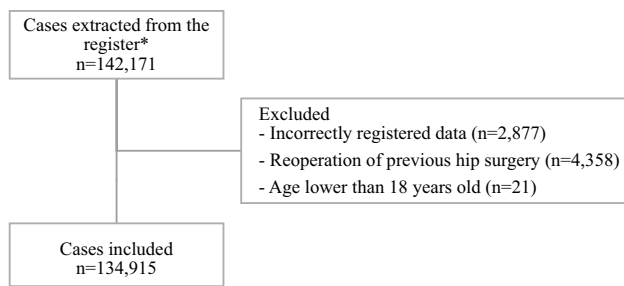 Cases extracted from the
register*
n=142,171
Excluded
- Incorrectly registered data (n=2,877)
- Reoperation of previous hip surgery (n=4,358)
- Age lower than 18 years old (n=21)
Cases included
n=134,915